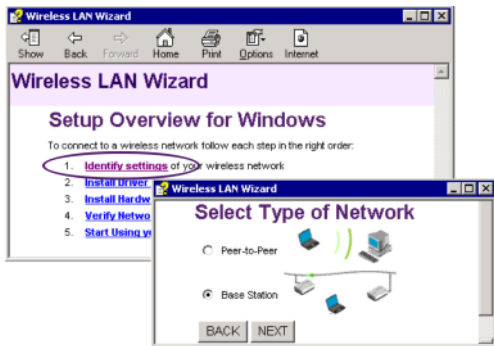 Wireless LAN Wizard
Show Back Forward Home Print Options Internet
Wireless LAN Wizard
Setup Overview for Windows
To connect to a wireless network follow each step in the right order:
1. Identify settings of your wireless network
2. Install Driver
3. Install Hardw
4. Verify Netwo
5. Start Using y
Wireless LAN Wizard
Select Type of Network
Peer-to-Peer
Base Station
BACK NEXT